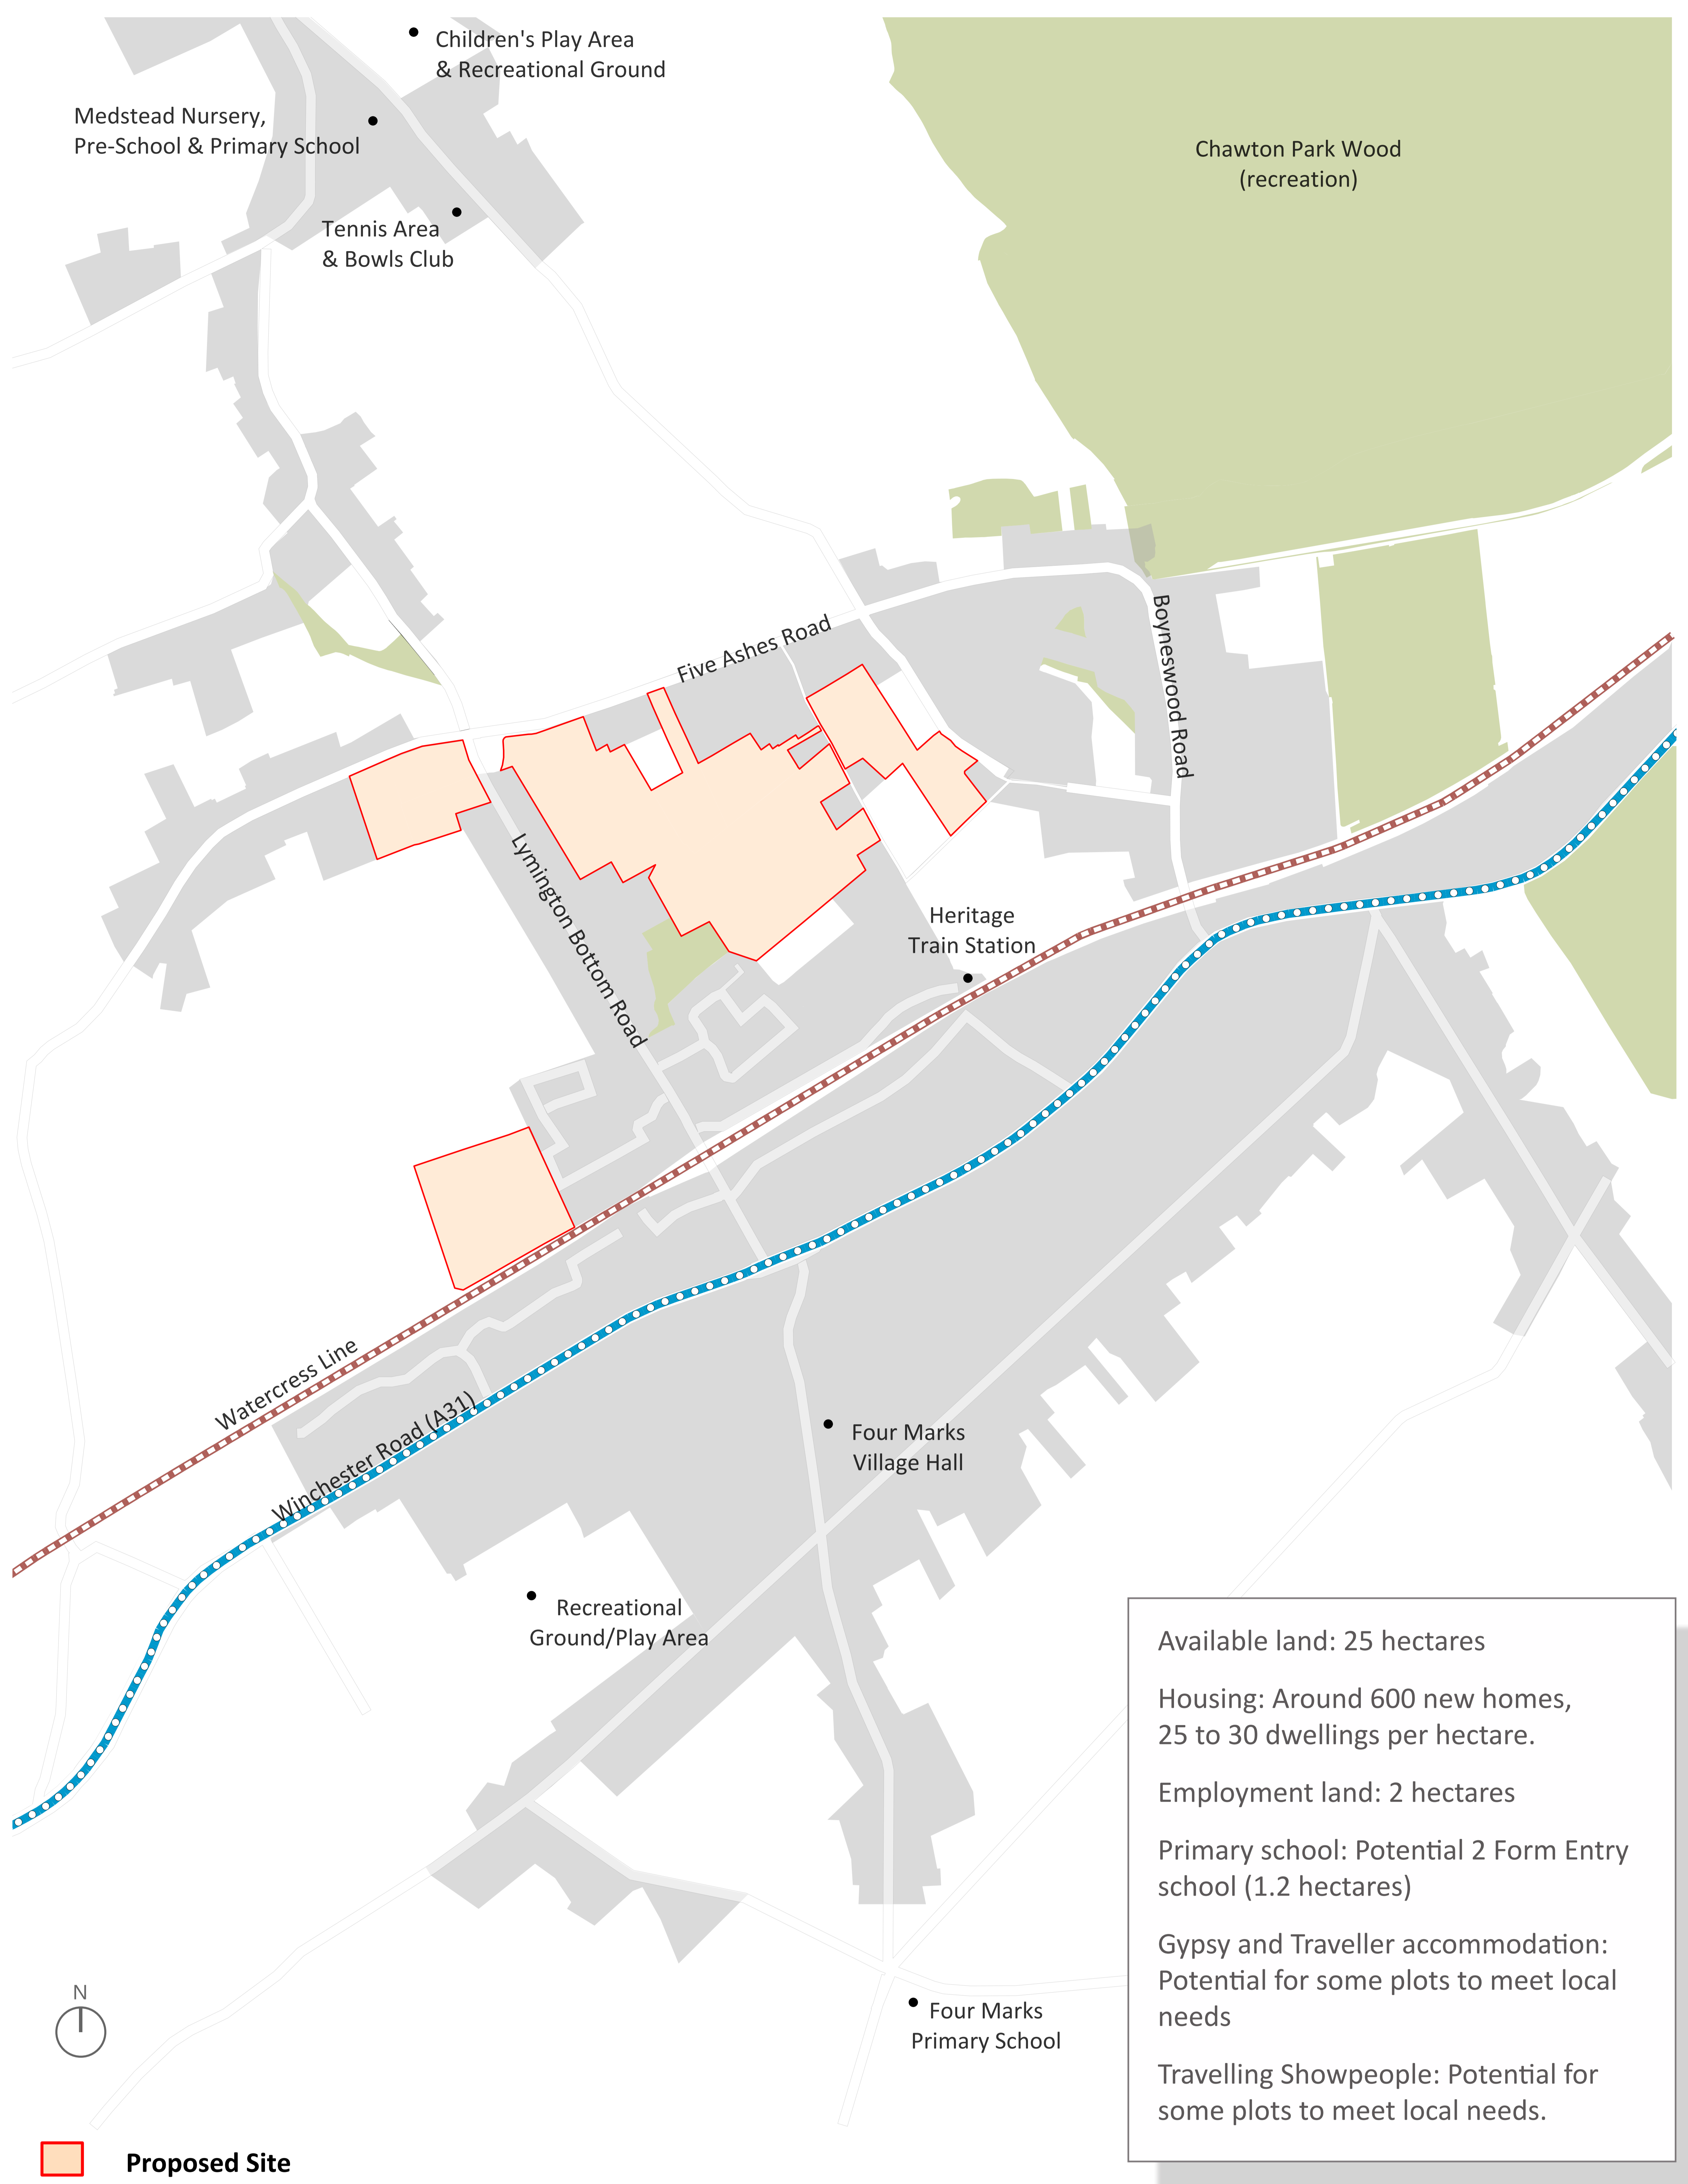 Children's Play Area
& Recreational Ground
Medstead Nursery,
Pre-School & Primary School
Chawton Park Wood
(recreation)
Tennis Area
& Bowls Club
Five Ashes Road
Boyneswood Road
Lymington Bottom Road
Heritage
Train Station
Watercress Line
Winchester Road (A31)
Four Marks
Village Hall
Recreational
Ground/Play Area
Available land: 25 hectares
Housing: Around 600 new homes,
25 to 30 dwellings per hectare.
Employment land: 2 hectares
Primary school: Potential 2 Form Entry
school (1.2 hectares)
Gypsy and Traveller accommodation:
Potential for some plots to meet local
needs
Travelling Showpeople: Potential for
some plots to meet local needs.
N
Four Marks
Primary School
Proposed Site